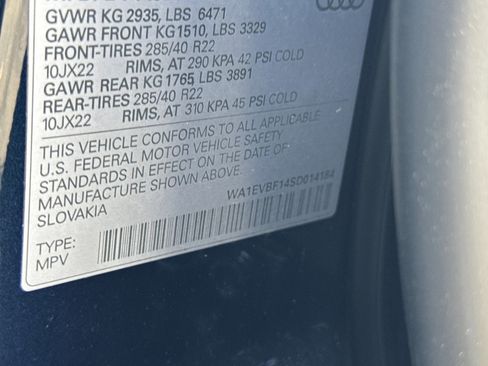 GVWR KG 2935, LBS 6471
GAWR FRONT KG1510, LBS 3329
FRONT-TIRES 285/40 R22
10JX22 RIMS, AT 290 KPA 42 PSI COLD
GAWR REAR KG1765, LBS 3891
REAR-TIRES 285/40 R22
10JX22 RIMS, AT 310 KPA 45 PSI COLD
THIS VEHICLE CONFORMS TO ALL APPLICABLE
U.S. FEDERAL MOTOR VEHICLE SAFETY
STANDARDS IN EFFECT ON THE DATE OF
MANUFACTURE SHOWN ABOVE.
SLOVAKIA
WA1EVBF14SD014184
TYPE:
MPV